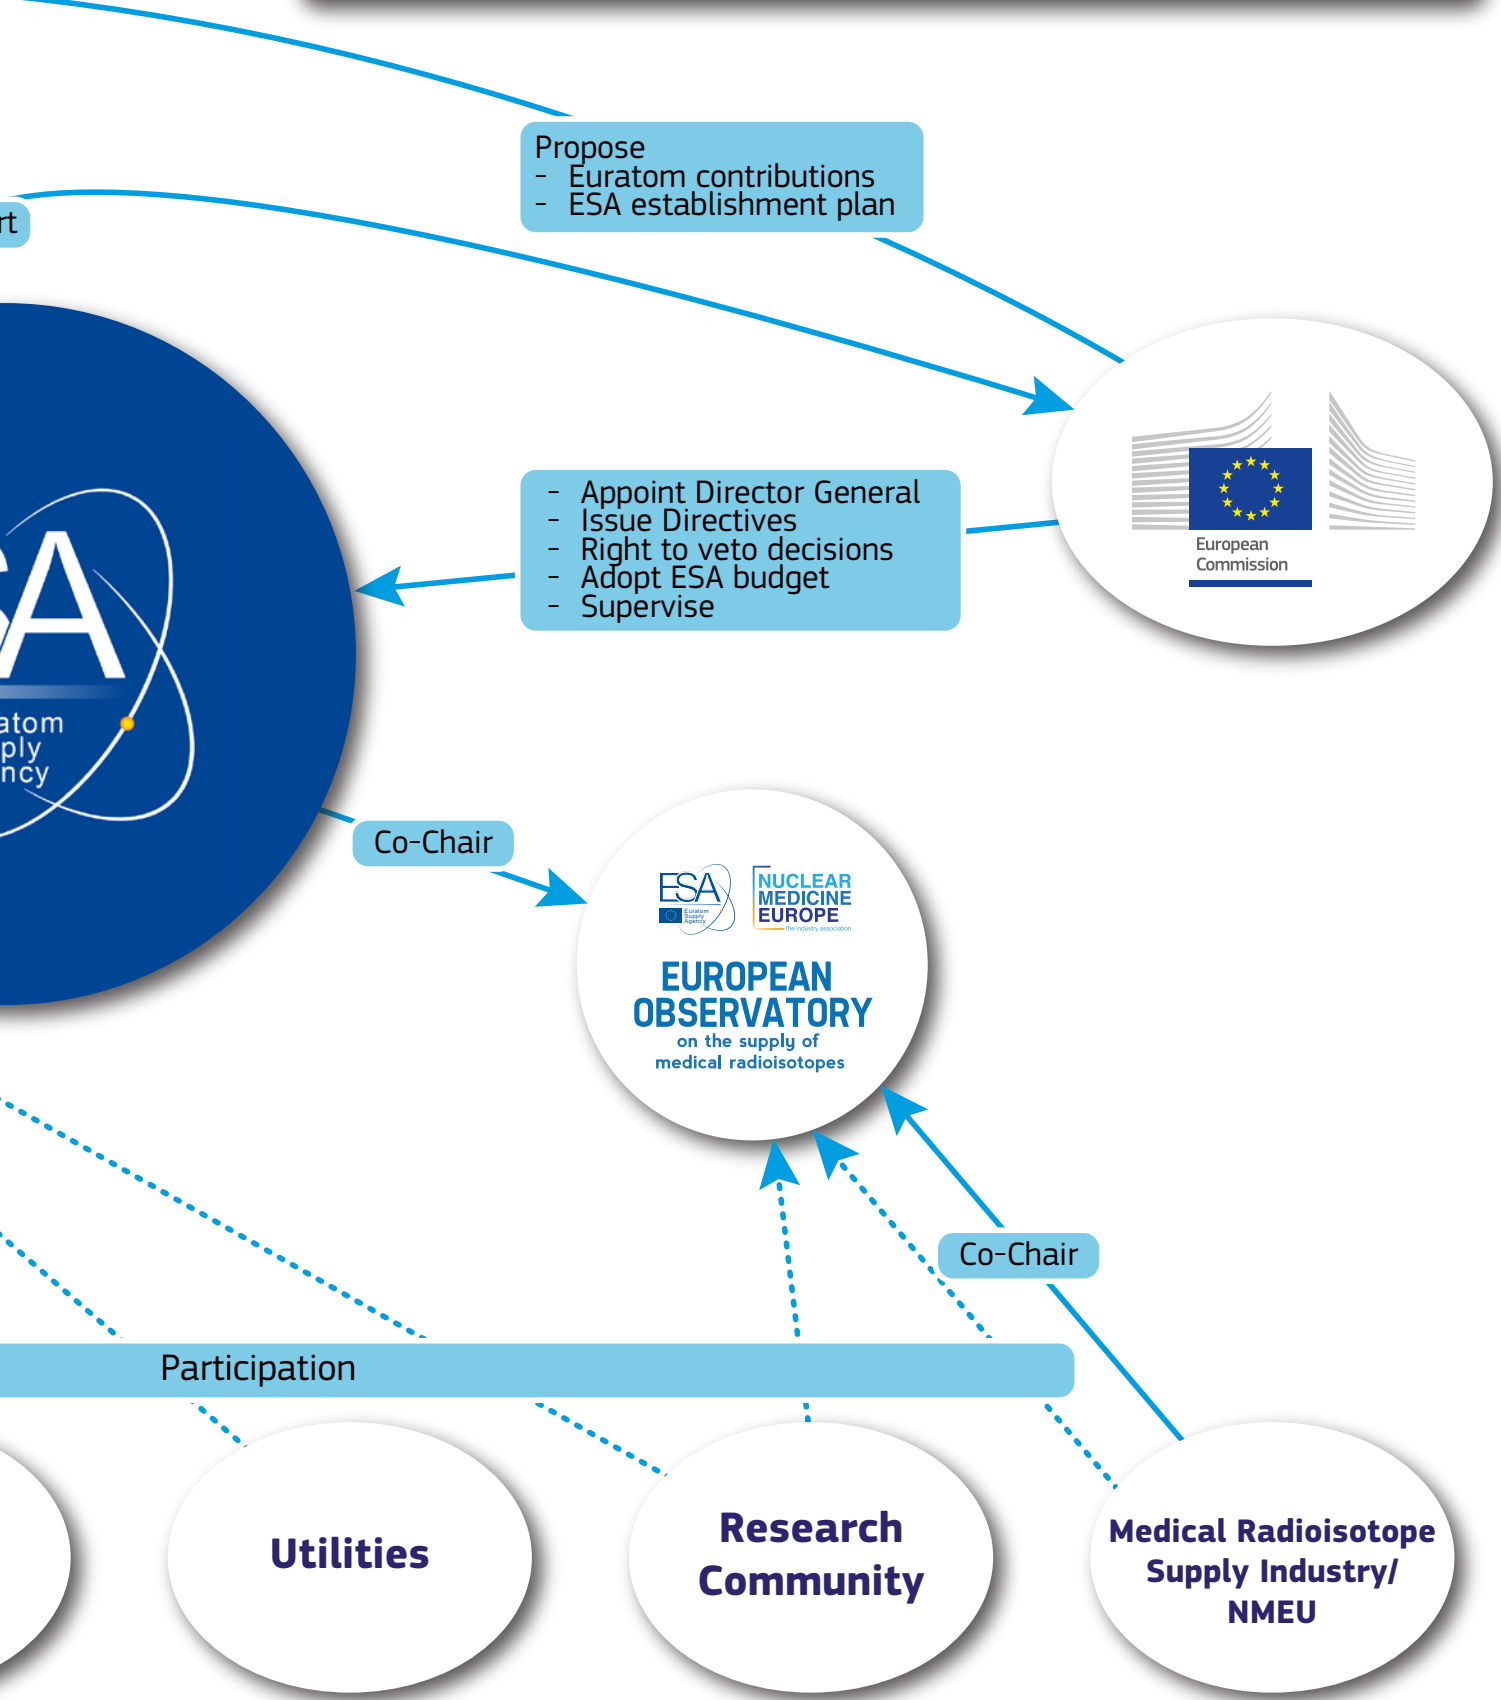 Propose
- Euratom contributions
- ESA establishment plan
rt
- Appoint Director General
- Issue Directives
- Right to veto decisions
- Adopt ESA budget
- Supervise
European
Commission
SA
atom
ply
ncy
Co-Chair
ESA
Euratom
Supply
Agency
NUCLEAR
MEDICINE
EUROPE
the industry association
EUROPEAN
OBSERVATORY
on the supply of
medical radioisotopes
Co-Chair
Participation
Utilities
Research
Community
Medical Radioisotope
Supply Industry/
NMEU